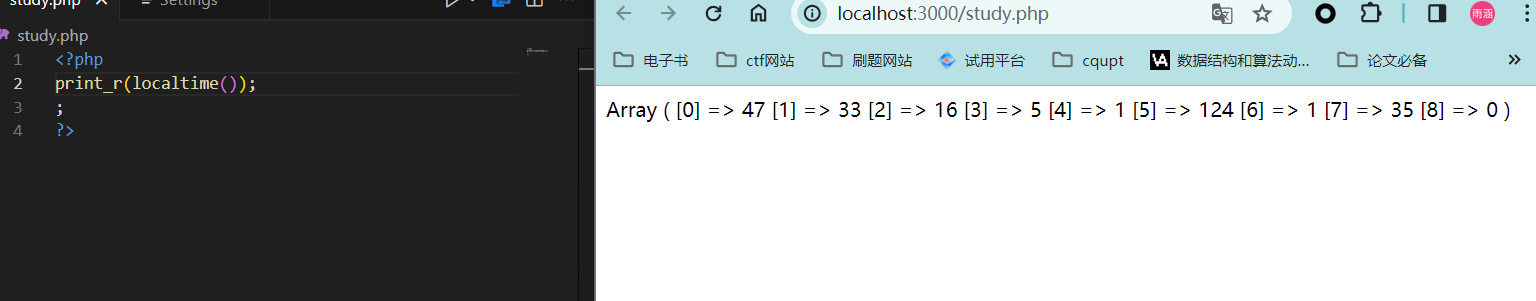 study.php
Settings
study.php
1 <?php
2 print_r(localtime());
3 ;
4 ?>
localhost:3000/study.php
雨涵
电子书 ctf网站 刷题网站 试用平台 cqupt 数据结构和算法动... 论文必备 »
Array ( [0] => 47 [1] => 33 [2] => 16 [3] => 5 [4] => 1 [5] => 124 [6] => 1 [7] => 35 [8] => 0 )